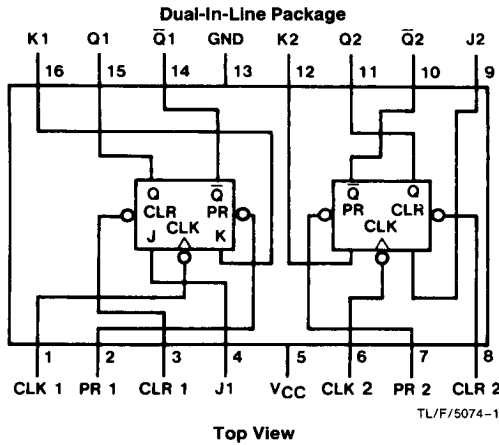 Dual-In-Line Package
K1 Q1 Q̅1 GND K2 Q2 Q̅2 J2
16 15 14 13 12 11 10 9
Q Q̅ Q̅ Q
CLR PR PR CLR
J CLK K CLK
1 2 3 4 5 6 7 8
CLK 1 PR 1 CLR 1 J1 VCC CLK 2 PR 2 CLR 2
TL/F/5074-1
Top View